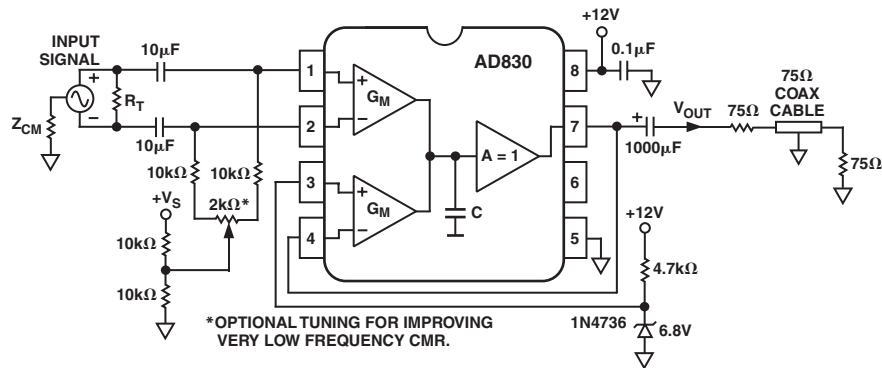 INPUT
SIGNAL
+
−
Z_CM
R_T
10µF
10µF
10kΩ
10kΩ
2kΩ*
+V_S
10kΩ
10kΩ
1
2
3
4
AD830
+
−
G_M
+
−
G_M
A = 1
C
8
7
6
5
+12V
0.1µF
+
1000µF
V_OUT
75Ω
75Ω
COAX
CABLE
75Ω
+12V
4.7kΩ
1N4736
6.8V
*OPTIONAL TUNING FOR IMPROVING
VERY LOW FREQUENCY CMR.